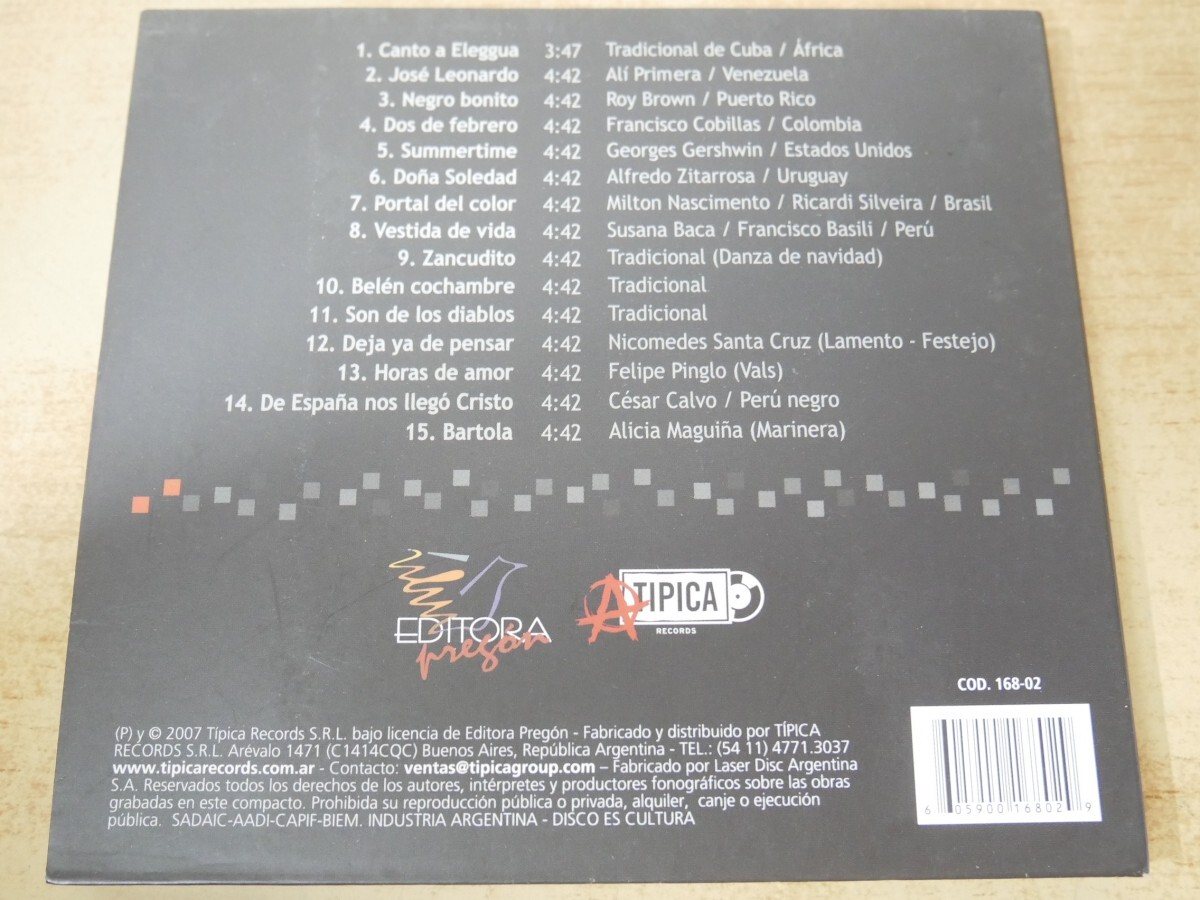 1. Canto a Eleggua 3:47 Tradicional de Cuba / África
2. José Leonardo 4:42 Alí Primera / Venezuela
3. Negro bonito 4:42 Roy Brown / Puerto Rico
4. Dos de febrero 4:42 Francisco Cobillas / Colombia
5. Summertime 4:42 Georges Gershwin / Estados Unidos
6. Doña Soledad 4:42 Alfredo Zitarrosa / Uruguay
7. Portal del color 4:42 Milton Nascimento / Ricardi Silveira / Brasil
8. Vestida de vida 4:42 Susana Baca / Francisco Basili / Perú
9. Zancudito 4:42 Tradicional (Danza de navidad)
10. Belén cochambre 4:42 Tradicional
11. Son de los diablos 4:42 Tradicional
12. Deja ya de pensar 4:42 Nicomedes Santa Cruz (Lamento - Festejo)
13. Horas de amor 4:42 Felipe Pinglo (Vals)
14. De España nos llegó Cristo 4:42 César Calvo / Perú negro
15. Bartola 4:42 Alicia Maguiña (Marinera)
EDITORA
pregón
A TIPICA
RECORDS
COD. 168-02
(P) y © 2007 Típica Records S.R.L. bajo licencia de Editora Pregón - Fabricado y distribuido por TÍPICA
RECORDS S.R.L. Arévalo 1471 (C1414CQC) Buenos Aires, República Argentina - TEL.: (54 11) 4771.3037
www.tipicarecords.com.ar - Contacto: ventas@tipicagroup.com – Fabricado por Laser Disc Argentina
S.A. Reservados todos los derechos de los autores, intérpretes y productores fonográficos sobre las obras
grabadas en este compacto. Prohibida su reproducción pública o privada, alquiler, canje o ejecución
pública. SADAIC-AADI-CAPIF-BIEM. INDUSTRIA ARGENTINA - DISCO ES CULTURA
6 05900 16802 9